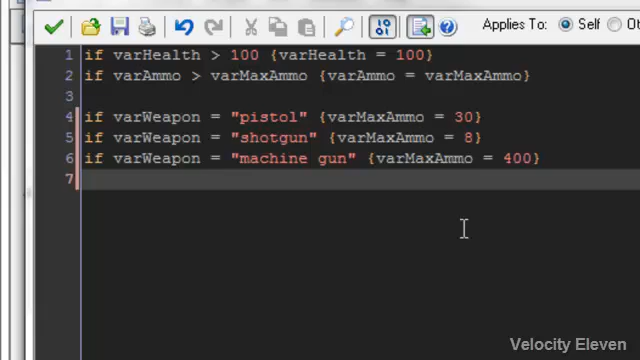 Applies To: Self
1 if varHealth > 100 {varHealth = 100}
2 if varAmmo > varMaxAmmo {varAmmo = varMaxAmmo}
3
4 if varWeapon = "pistol" {varMaxAmmo = 30}
5 if varWeapon = "shotgun" {varMaxAmmo = 8}
6 if varWeapon = "machine gun" {varMaxAmmo = 400}
7
Velocity Eleven